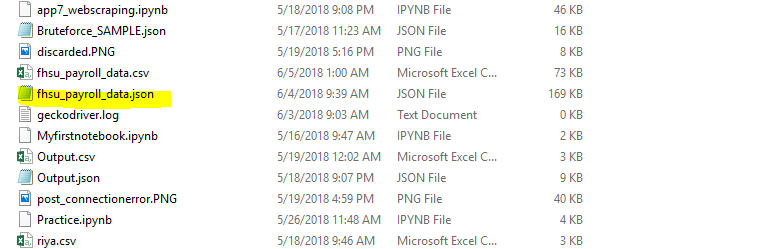 app7_webscraping.ipynb 5/18/2018 9:08 PM IPYNB File 46 KB
Bruteforce_SAMPLE.json 5/17/2018 11:23 AM JSON File 16 KB
discarded.PNG 5/19/2018 5:16 PM PNG File 8 KB
fhsu_payroll_data.csv 6/5/2018 1:00 AM Microsoft Excel C... 73 KB
fhsu_payroll_data.json 6/4/2018 9:39 AM JSON File 169 KB
geckodriver.log 6/3/2018 9:03 AM Text Document 0 KB
Myfirstnotebook.ipynb 5/16/2018 9:47 AM IPYNB File 2 KB
Output.csv 5/19/2018 12:02 AM Microsoft Excel C... 3 KB
Output.json 5/18/2018 9:07 PM JSON File 9 KB
post_connectionerror.PNG 5/19/2018 4:59 PM PNG File 40 KB
Practice.ipynb 5/26/2018 11:48 AM IPYNB File 4 KB
riya.csv 5/18/2018 9:46 AM Microsoft Excel C... 3 KB